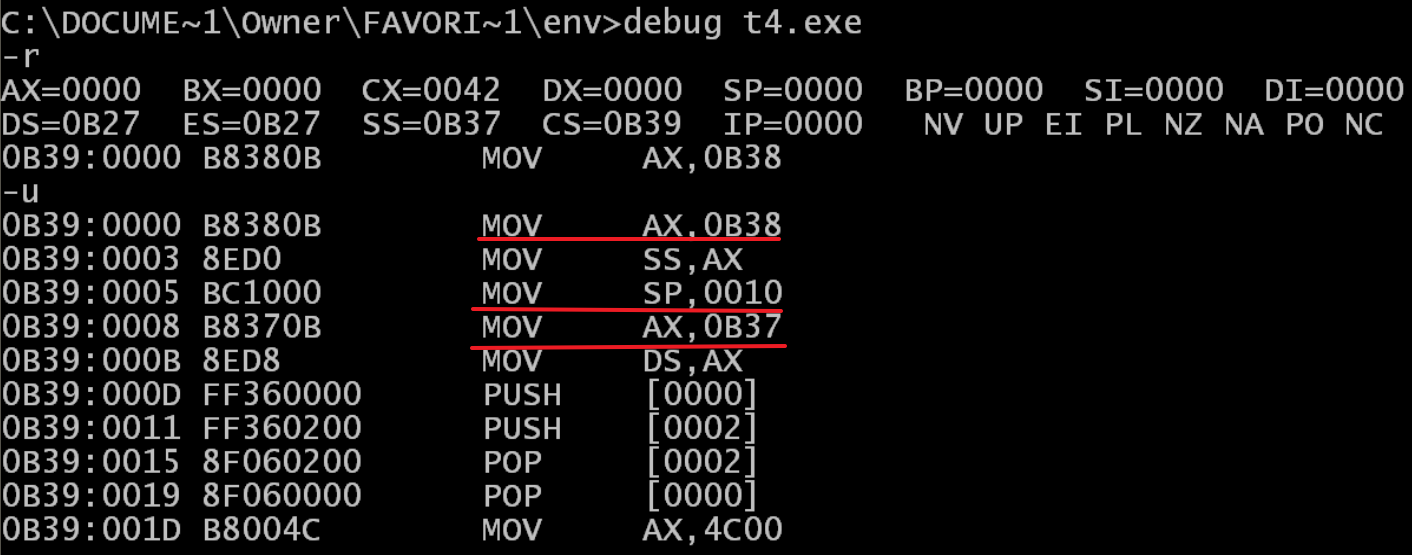 C:\DOCUME~1\Owner\FAVORI~1\env>debug t4.exe
-r
AX=0000  BX=0000  CX=0042  DX=0000  SP=0000  BP=0000  SI=0000  DI=0000
DS=0B27  ES=0B27  SS=0B37  CS=0B39  IP=0000   NV UP EI PL NZ NA PO NC
0B39:0000 B8380B        MOV     AX,0B38
-u
0B39:0000 B8380B        MOV     AX,0B38
0B39:0003 8ED0          MOV     SS,AX
0B39:0005 BC1000        MOV     SP,0010
0B39:0008 B8370B        MOV     AX,0B37
0B39:000B 8ED8          MOV     DS,AX
0B39:000D FF360000      PUSH    [0000]
0B39:0011 FF360200      PUSH    [0002]
0B39:0015 8F060200      POP     [0002]
0B39:0019 8F060000      POP     [0000]
0B39:001D B8004C        MOV     AX,4C00